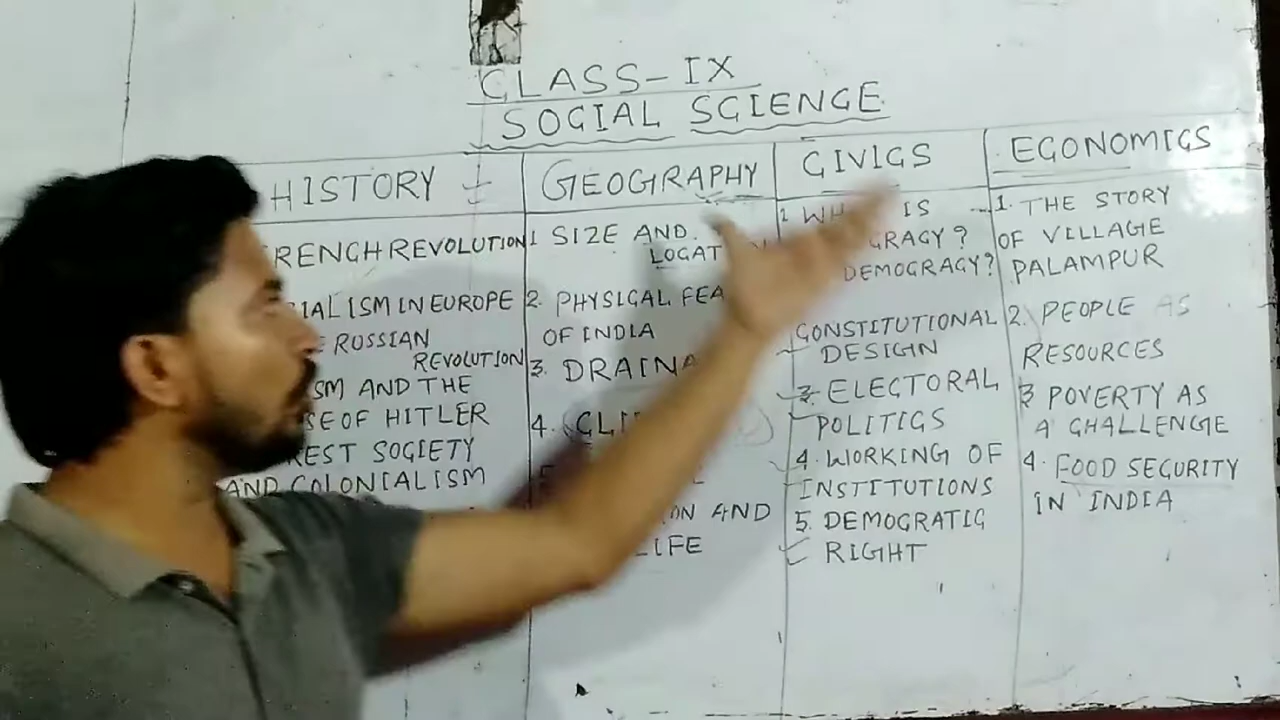 CLASS-IX
SOCIAL SCIENCE
HISTORY
RENCH REVOLUTION
IALISM IN EUROPE
RUSSIAN
REVOLUTION
SM AND THE
SE OF HITLER
REST SOCIETY
AND COLONIALISM
GEOGRAPHY
1 SIZE AND
LOCAT
2. PHYSICAL FEA
OF INDIA
3. DRAINA
4. CLI
ON AND
LIFE
CIVICS
IS
CRACY?
DEMOCRACY?
CONSTITUTIONAL
DESIGN
3. ELECTORAL
POLITICS
4. WORKING OF
INSTITUTIONS
5. DEMOCRATIC
RIGHT
ECONOMICS
1. THE STORY
OF VILLAGE
PALAMPUR
2. PEOPLE AS
RESOURCES
3 POVERTY AS
A CHALLENGE
4. FOOD SECURITY
IN INDIA